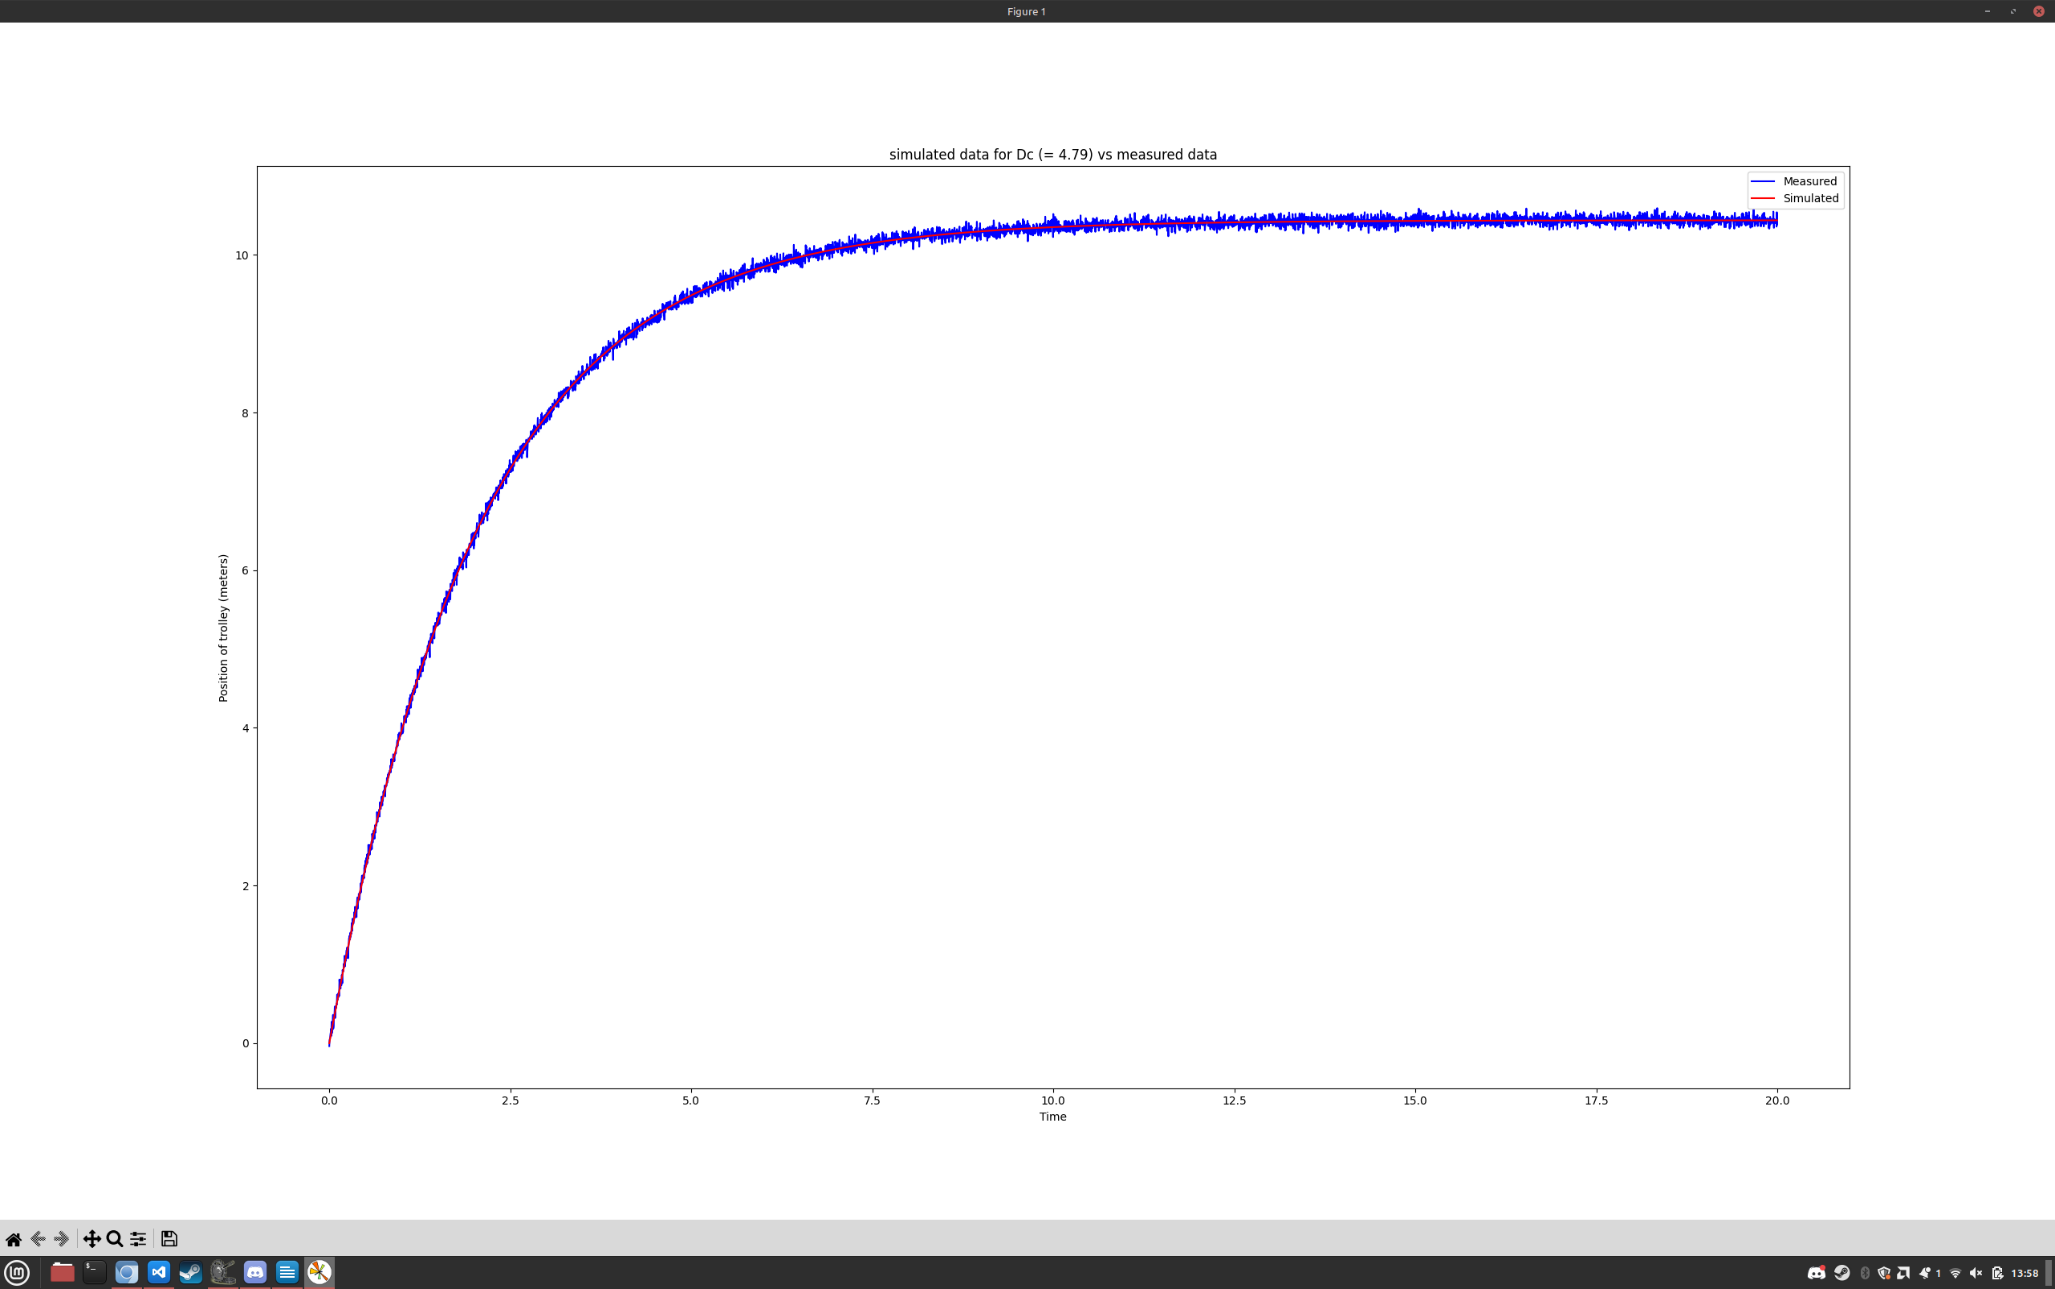 Figure 1
simulated data for Dc (= 4.79) vs measured data
Measured
Simulated
10
8
6
4
2
0
Position of trolley (meters)
0.0 2.5 5.0 7.5 10.0 12.5 15.0 17.5 20.0
Time
$_
1
13:58